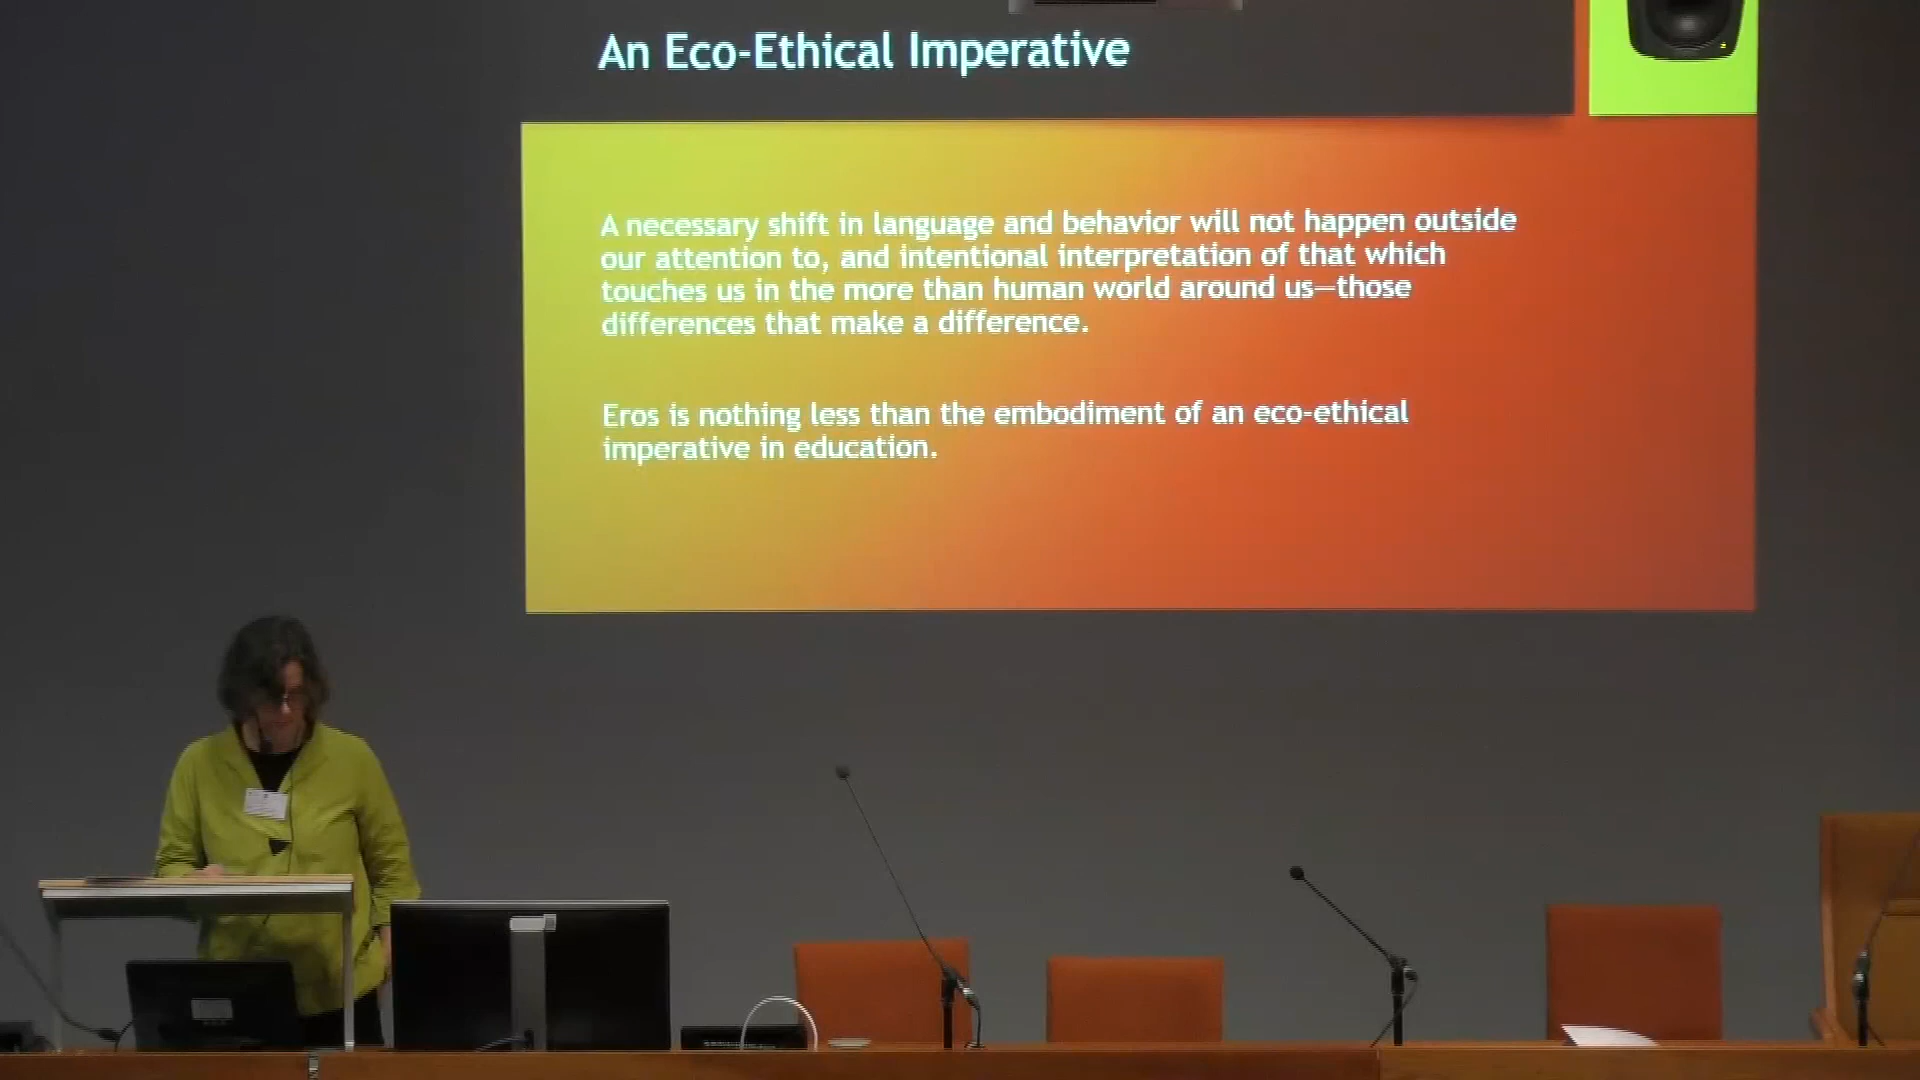 An Eco-Ethical Imperative
A necessary shift in language and behavior will not happen outside
our attention to, and intentional interpretation of that which
touches us in the more than human world around us—those
differences that make a difference.
Eros is nothing less than the embodiment of an eco-ethical
imperative in education.